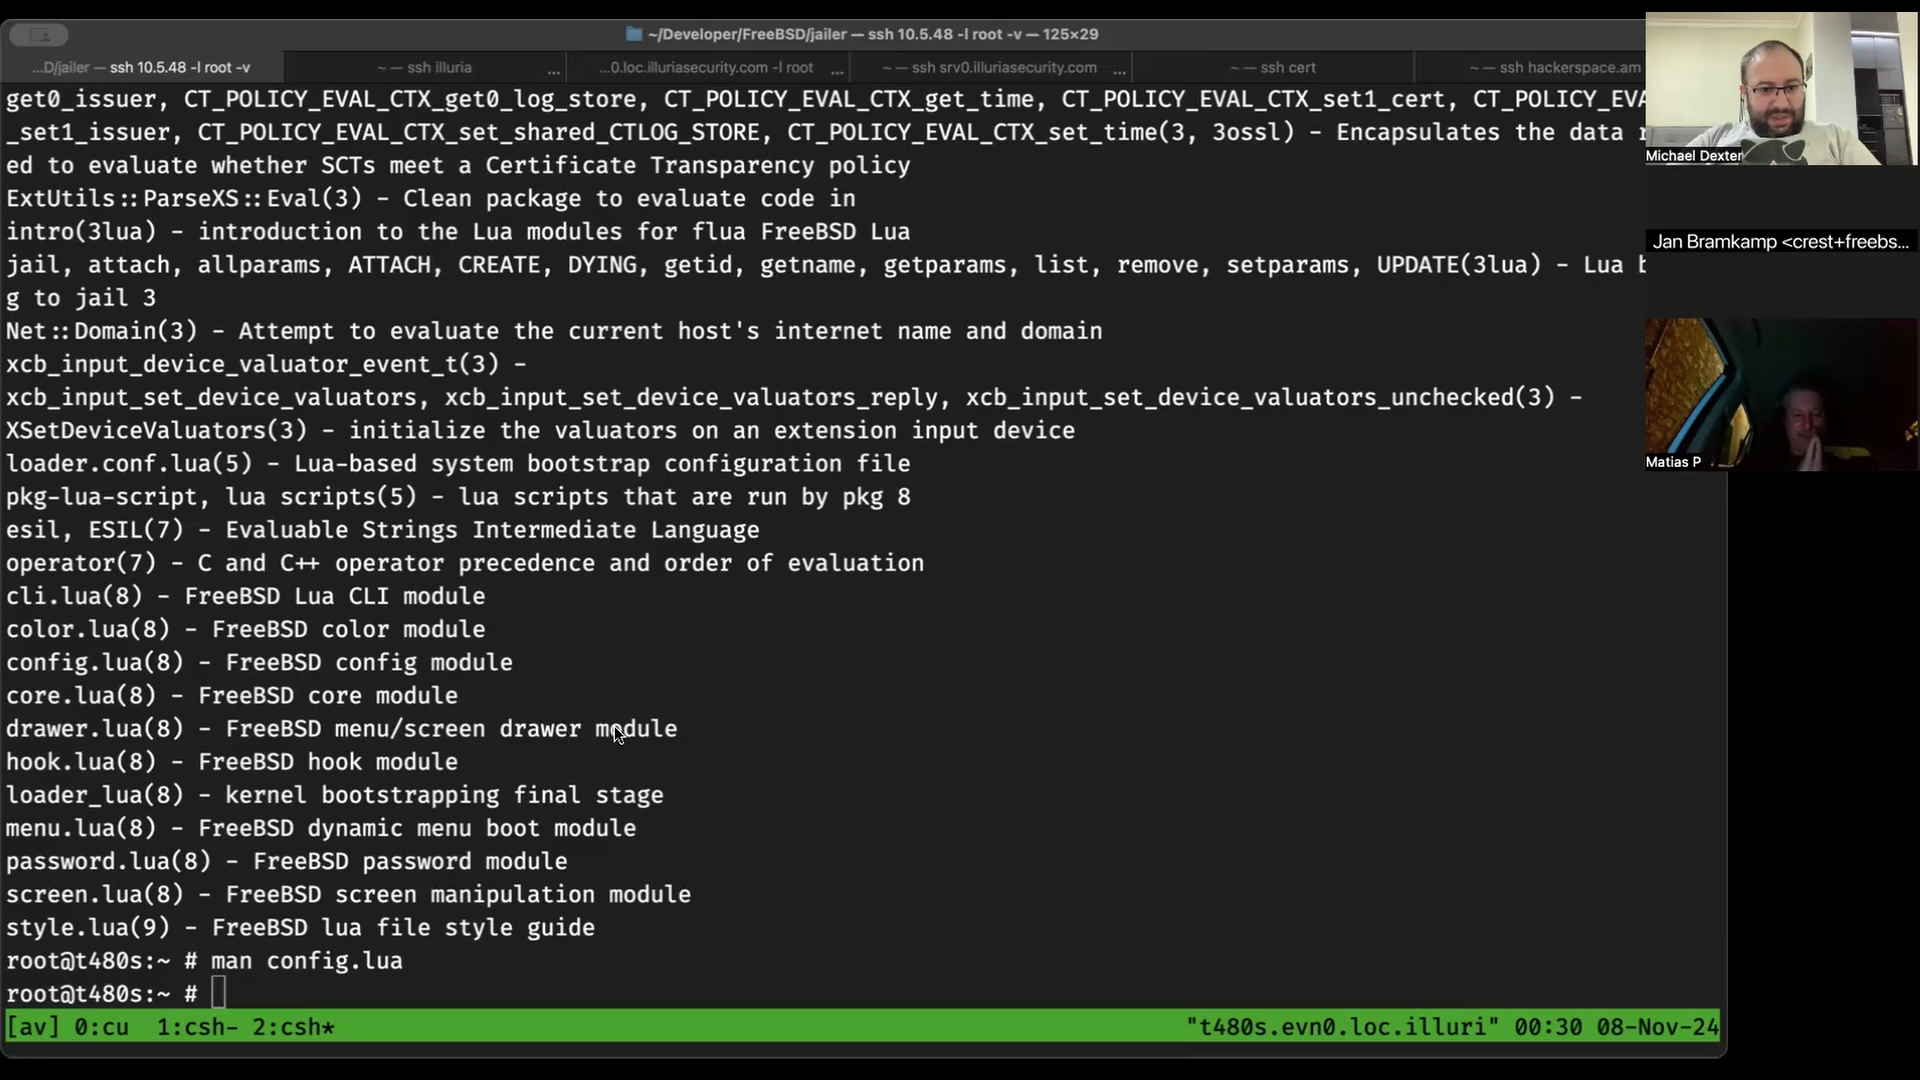 ~/Developer/FreeBSD/jailer — ssh 10.5.48 -l root -v — 125×29
...D/jailer — ssh 10.5.48 -l root -v
~ — ssh illuria ...
...0.loc.illuriasecurity.com -l root ...
~ — ssh srv0.illuriasecurity.com ...
~ — ssh cert
~ — ssh hackerspace.am
get0_issuer, CT_POLICY_EVAL_CTX_get0_log_store, CT_POLICY_EVAL_CTX_get_time, CT_POLICY_EVAL_CTX_set1_cert, CT_POLICY_EVA
_set1_issuer, CT_POLICY_EVAL_CTX_set_shared_CTLOG_STORE, CT_POLICY_EVAL_CTX_set_time(3, 3ossl) - Encapsulates the data r
ed to evaluate whether SCTs meet a Certificate Transparency policy
ExtUtils::ParseXS::Eval(3) - Clean package to evaluate code in
intro(3lua) - introduction to the Lua modules for flua FreeBSD Lua
jail, attach, allparams, ATTACH, CREATE, DYING, getid, getname, getparams, list, remove, setparams, UPDATE(3lua) - Lua b
g to jail 3
Net::Domain(3) - Attempt to evaluate the current host's internet name and domain
xcb_input_device_valuator_event_t(3) -
xcb_input_set_device_valuators, xcb_input_set_device_valuators_reply, xcb_input_set_device_valuators_unchecked(3) -
XSetDeviceValuators(3) - initialize the valuators on an extension input device
loader.conf.lua(5) - Lua-based system bootstrap configuration file
pkg-lua-script, lua scripts(5) - lua scripts that are run by pkg 8
esil, ESIL(7) - Evaluable Strings Intermediate Language
operator(7) - C and C++ operator precedence and order of evaluation
cli.lua(8) - FreeBSD Lua CLI module
color.lua(8) - FreeBSD color module
config.lua(8) - FreeBSD config module
core.lua(8) - FreeBSD core module
drawer.lua(8) - FreeBSD menu/screen drawer module
hook.lua(8) - FreeBSD hook module
loader_lua(8) - kernel bootstrapping final stage
menu.lua(8) - FreeBSD dynamic menu boot module
password.lua(8) - FreeBSD password module
screen.lua(8) - FreeBSD screen manipulation module
style.lua(9) - FreeBSD lua file style guide
root@t480s:~ # man config.lua
root@t480s:~ #
[av] 0:cu 1:csh- 2:csh* "t480s.evn0.loc.illuri" 00:30 08-Nov-24
Michael Dexter
Jan Bramkamp <crest+freebs...
Matias P